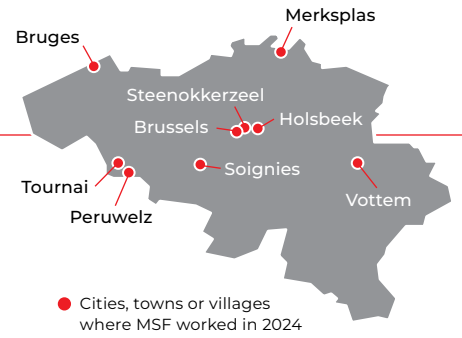 Merksplas
Bruges
Steenokkerzeel
Holsbeek
Brussels
Soignies
Tournai
Vottem
Peruwelz
Cities, towns or villages
where MSF worked in 2024